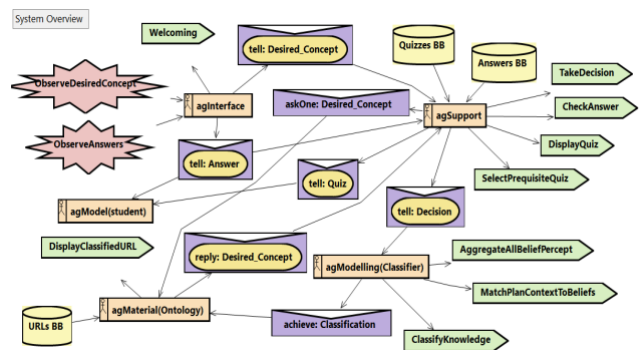 System Overview
Welcoming
tell: Desired_Concept
Quizzes BB
Answers BB
TakeDecision
ObserveDesiredConcept
agInterface
askOne: Desired_Concept
agSupport
CheckAnswer
ObserveAnswers
DisplayQuiz
tell: Answer
tell: Quiz
SelectPrequisiteQuiz
agModel(student)
tell: Decision
DisplayClassifiedURL
reply: Desired_Concept
agModelling(Classifier)
AggregateAllBeliefPercept
MatchPlanContextToBeliefs
agMaterial(Ontology)
URLs BB
achieve: Classification
ClassifyKnowledge